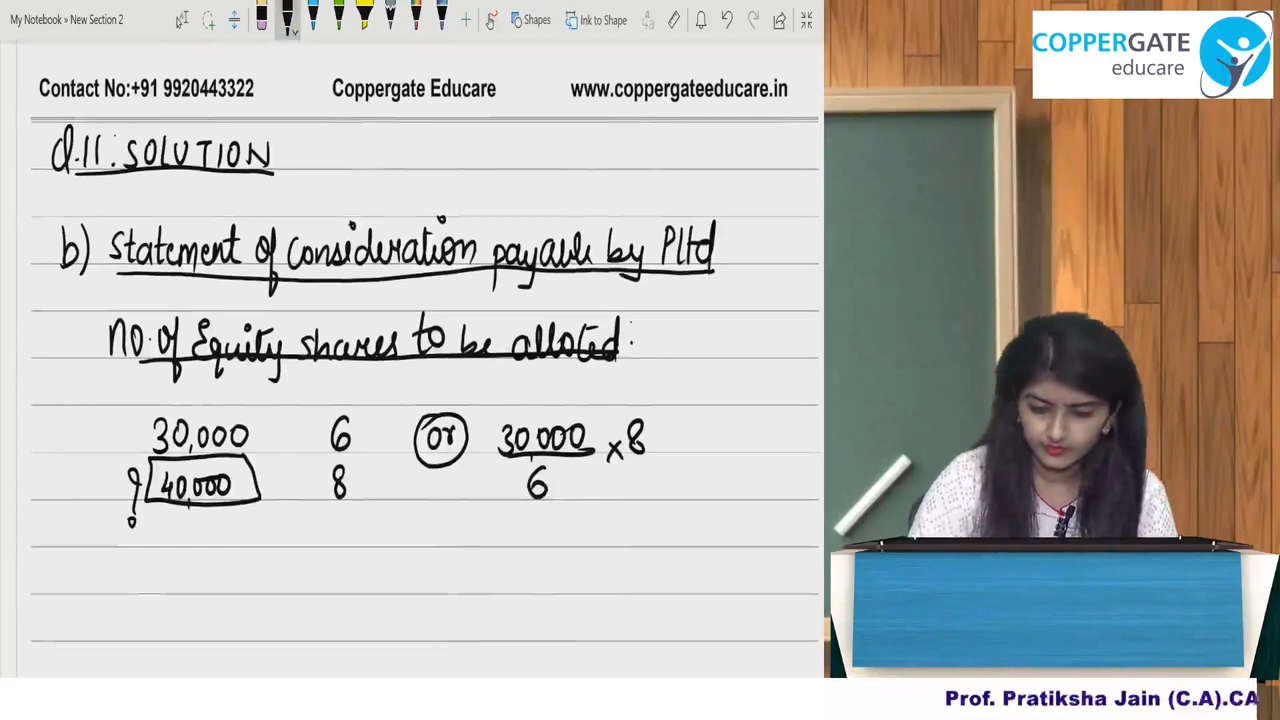 My Notebook » New Section 2
Shapes
Ink to Shape
COPPERGATE
educare
Contact No:+91 9920443322 Coppergate Educare www.coppergateeducare.in
Q.11: SOLUTION
b) Statement of consideration payable by P ltd
No. of Equity shares to be allotted:
30,000 6 or 30,000 × 8
? 40,000 8 6
Prof. Pratiksha Jain (C.A).CA